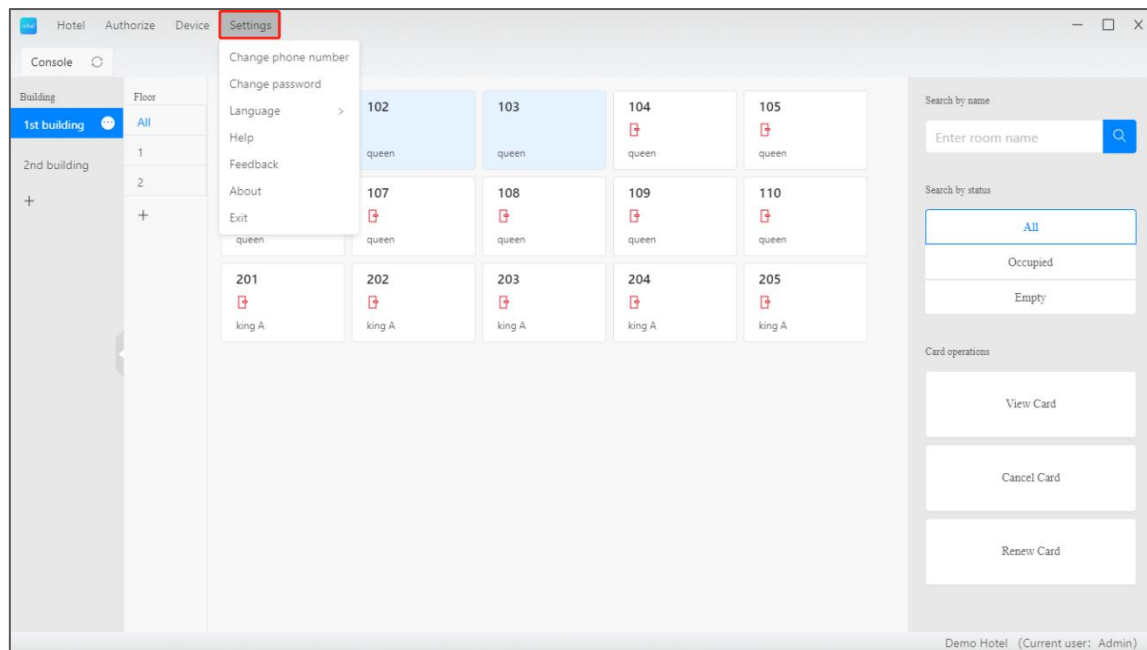 Hotel Authorize Device Settings
Console
Building
1st building
2nd building
+
Floor
All
1
2
+
Change phone number
Change password
Language >
Help
Feedback
About
Exit
102
queen
103
queen
104
queen
105
queen
queen
107
queen
108
queen
109
queen
110
queen
201
king A
202
king A
203
king A
204
king A
205
king A
Search by name
Enter room name
Search by status
All
Occupied
Empty
Card operations
View Card
Cancel Card
Renew Card
Demo Hotel (Current user: Admin)